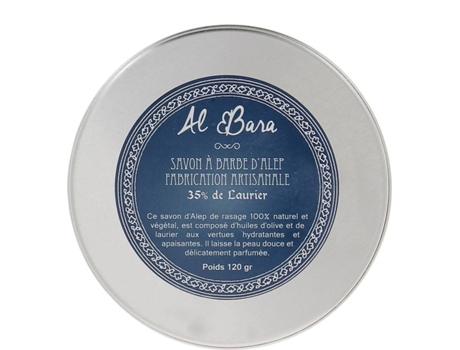 Al Bara
SAVON À BARBE D'ALEP
FABRICATION ARTISANALE
35% de Laurier
Ce savon d'Alep de rasage 100% naturel et
végétal, est composé d'huiles d'olive et de
laurier aux vertues hydratantes et
apaisantes. Il laisse la peau douce et
délicatement parfumée.
Poids 120 gr